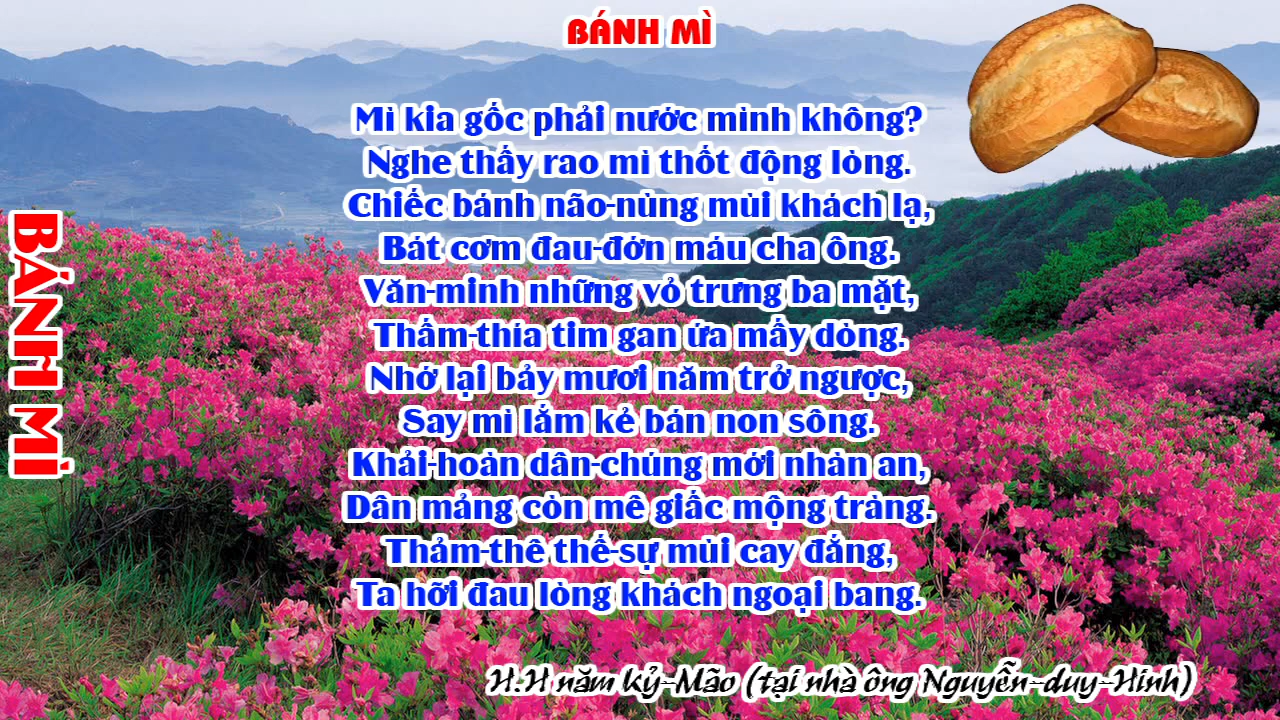 BÁNH MÌ
Mì kia gốc phải nước mình không?
Nghe thấy rao mì thốt động lòng.
Chiếc bánh não-nùng mùi khách lạ,
Bát cơm đau-đớn máu cha ông.
Văn-minh những vỏ trưng ba mặt,
Thấm-thía tim gan ứa mấy dòng.
Nhớ lại bảy mươi năm trở ngược,
Say mì lắm kẻ bán non sông.
Khải-hoàn dân-chúng mới nhàn an,
Dân mảng còn mê giấc mộng tràng.
Thảm-thê thế-sự mùi cay đắng,
Ta hỡi đau lòng khách ngoại bang.
H.H năm kỷ-Mão (tại nhà ông Nguyễn-duy-Hinh)
BÁNH MÌ